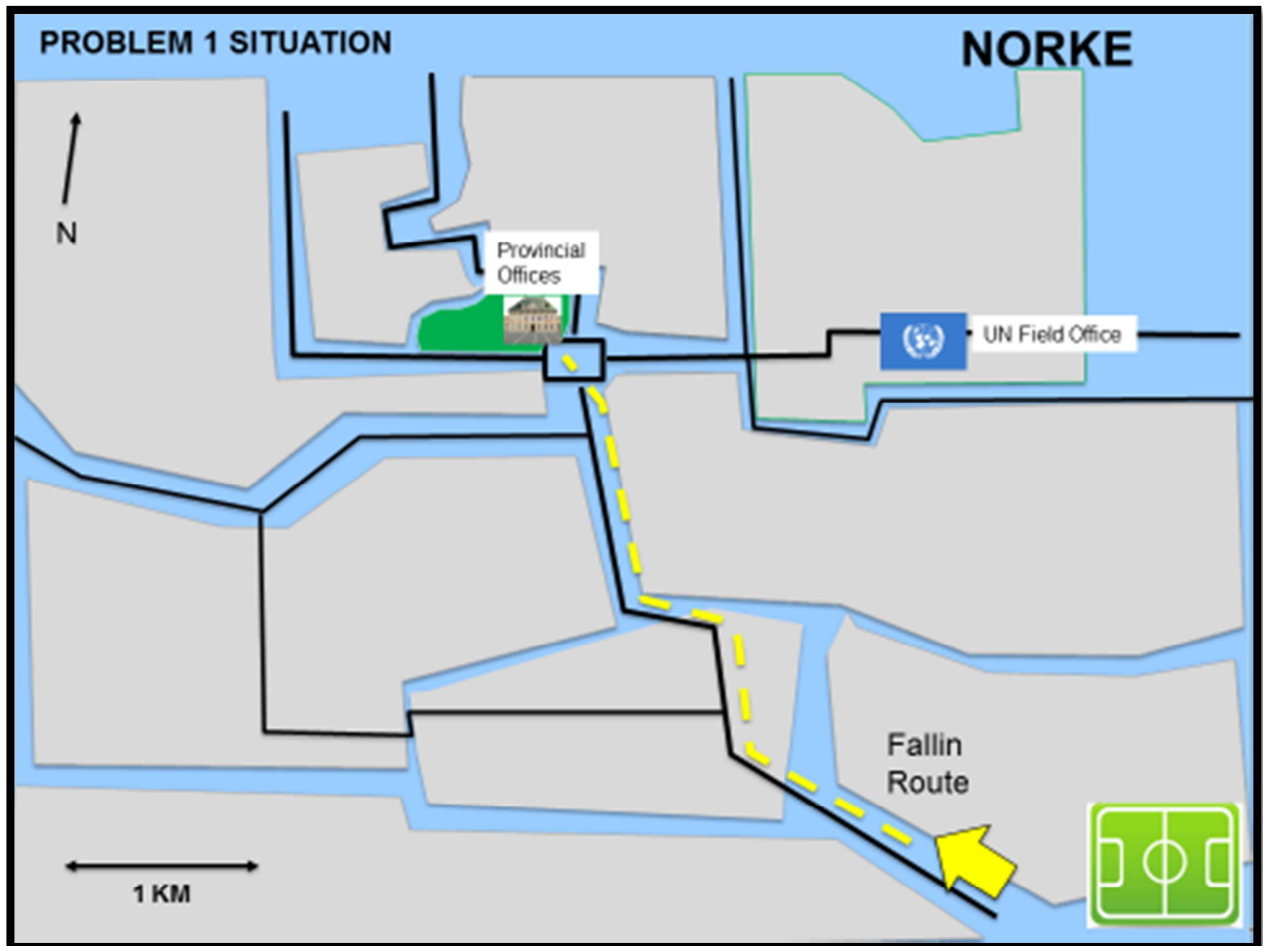 PROBLEM 1 SITUATION
NORKE
N
Provincial
Offices
UN Field Office
Fallin
Route
1 KM